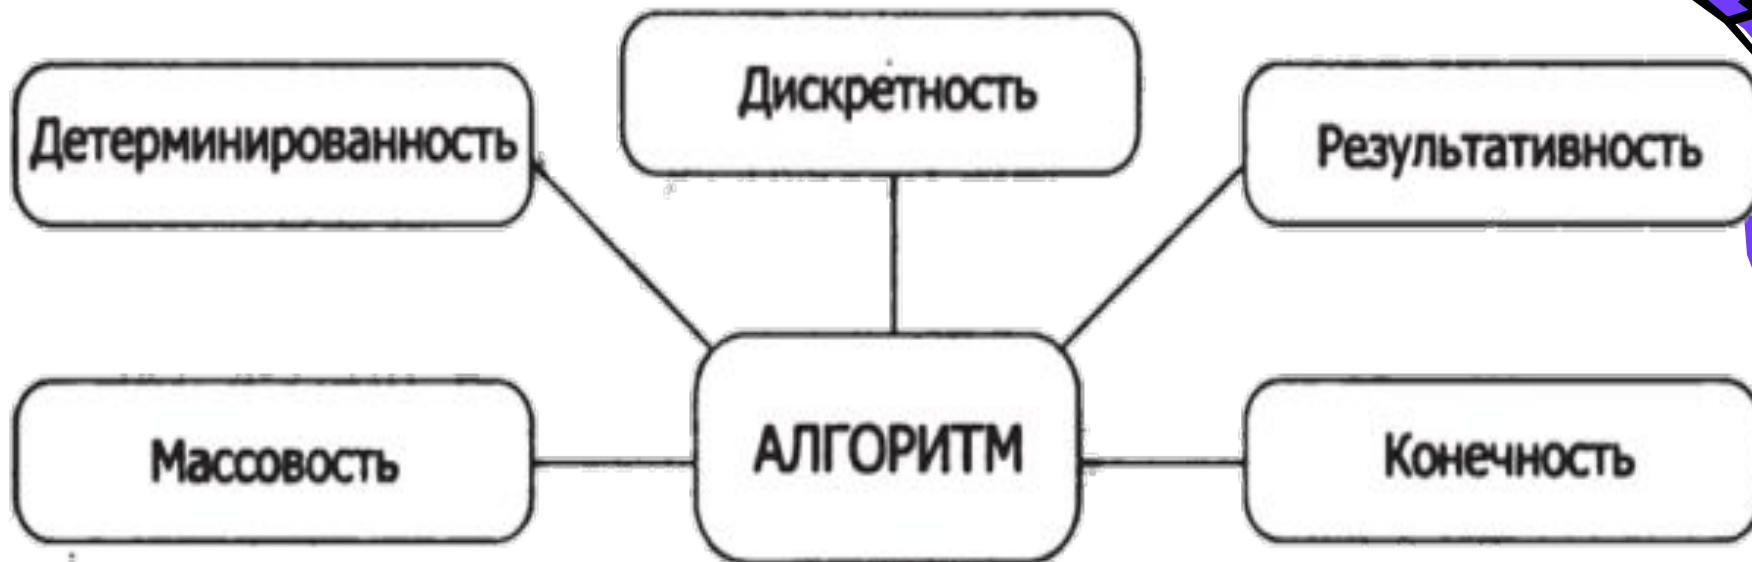 Дискретность
Детерминированность
Результативность
Массовость
АЛГОРИТМ
Конечность